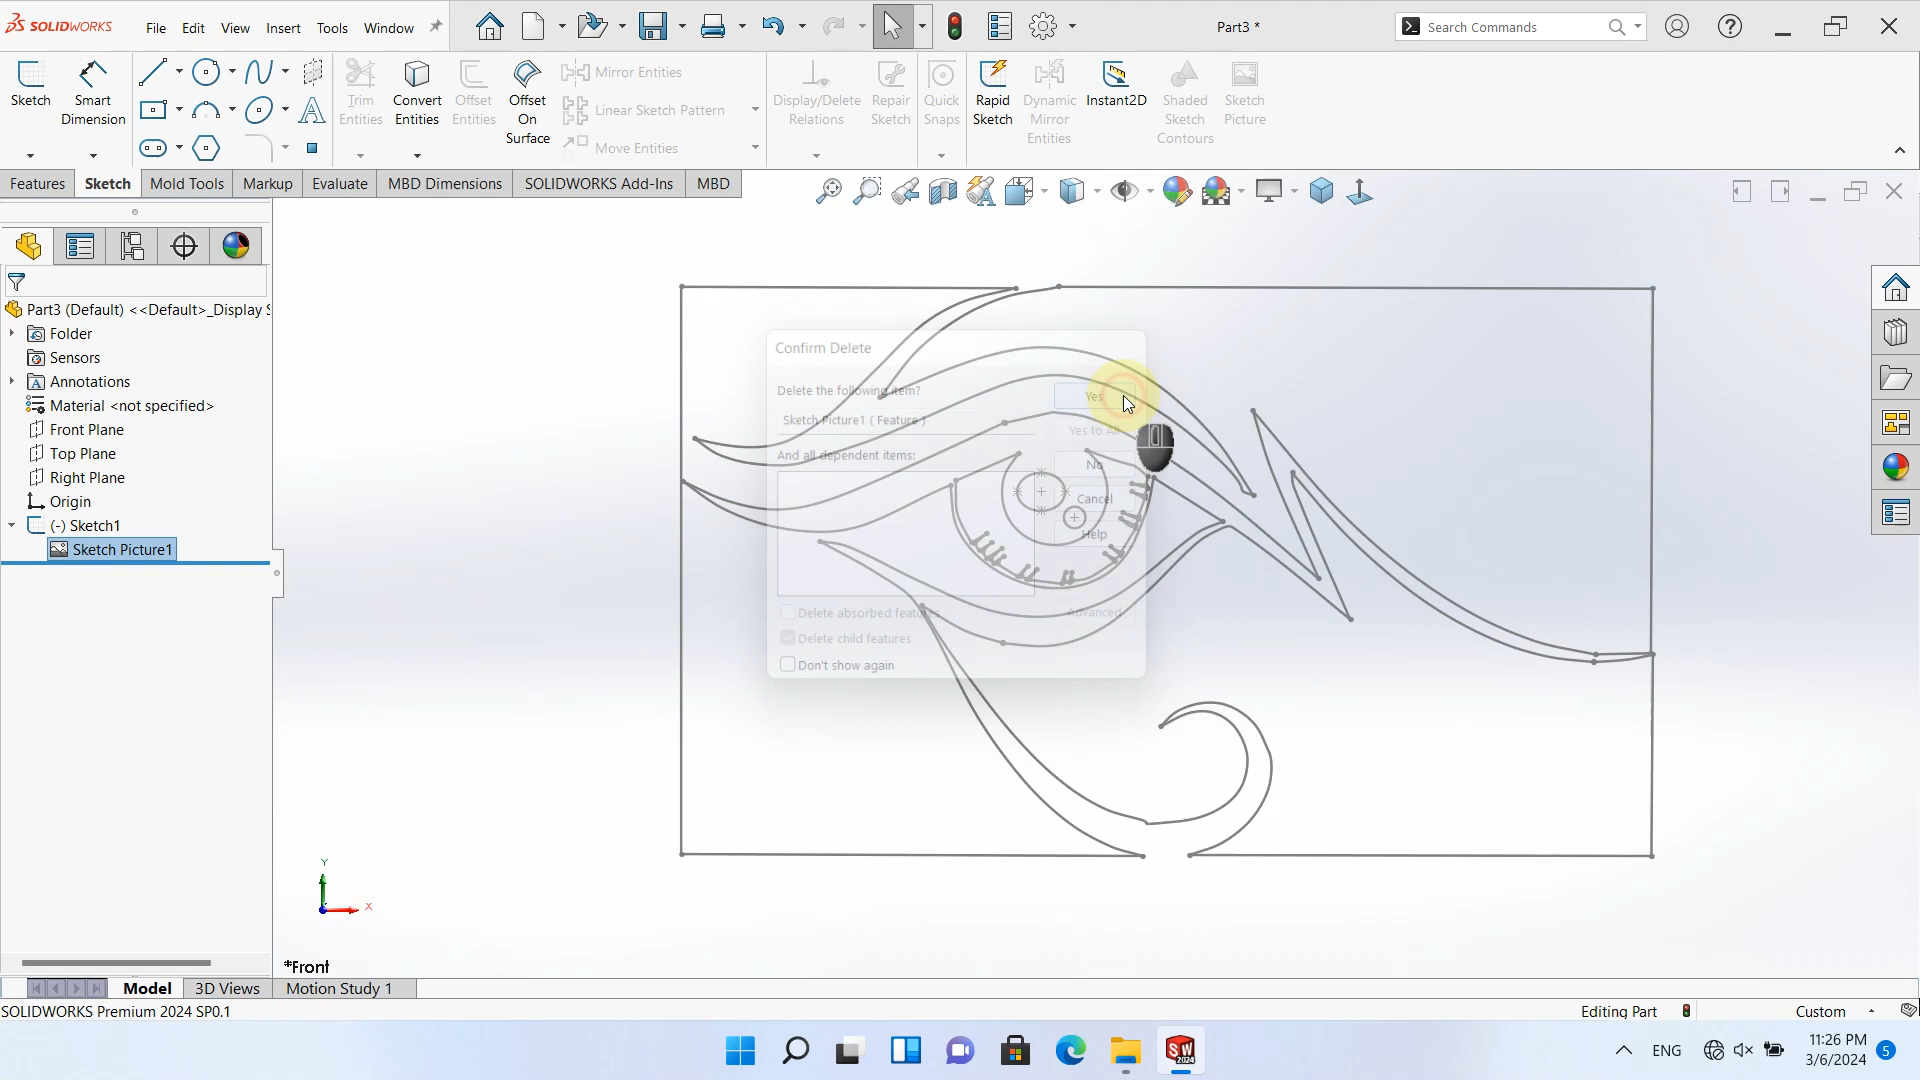 SOLIDWORKS File Edit View Insert Tools Window
Part3 *
Search Commands
Sketch
Smart Dimension
Trim Entities
Convert Entities
Offset Entities
Offset On Surface
Mirror Entities
Linear Sketch Pattern
Move Entities
Display/Delete Relations
Repair Sketch
Quick Snaps
Rapid Sketch
Dynamic Mirror Entities
Instant2D
Shaded Sketch Contours
Sketch Picture
Features Sketch Mold Tools Markup Evaluate MBD Dimensions SOLIDWORKS Add-Ins MBD
Part3 (Default) <<Default>_Display S
Folder
Sensors
Annotations
Material <not specified>
Front Plane
Top Plane
Right Plane
Origin
(-) Sketch1
Sketch Picture1
Confirm Delete
Delete the following item?
Yes
Sketch Picture1 ( Feature )
Yes to All
And all dependent items:
No
Cancel
Help
Delete absorbed features
Advanced
Delete child features
Don't show again
Y
X
*Front
Model 3D Views Motion Study 1
SOLIDWORKS Premium 2024 SP0.1
Editing Part
Custom
SW
2024
ENG
11:26 PM
3/6/2024
5